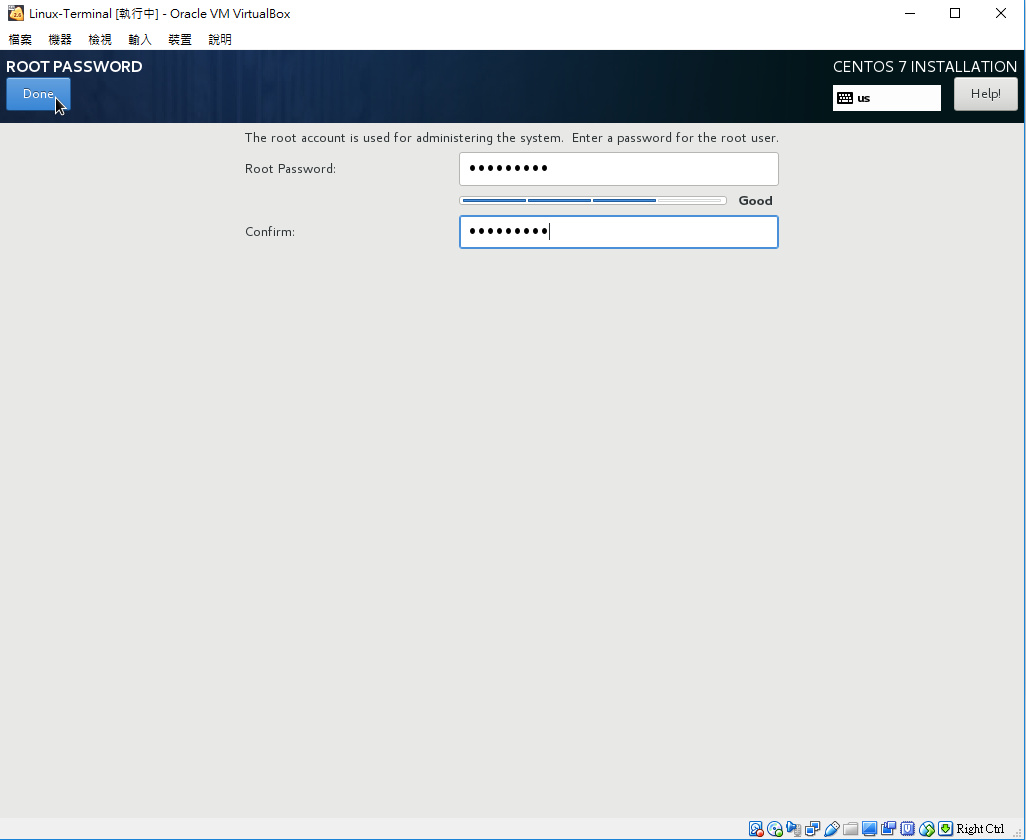 Linux-Terminal [執行中] - Oracle VM VirtualBox
檔案 機器 檢視 輸入 裝置 說明
ROOT PASSWORD
CENTOS 7 INSTALLATION
Done
us
Help!
The root account is used for administering the system. Enter a password for the root user.
Root Password: •••••••••
Good
Confirm: •••••••••
Right Ctrl